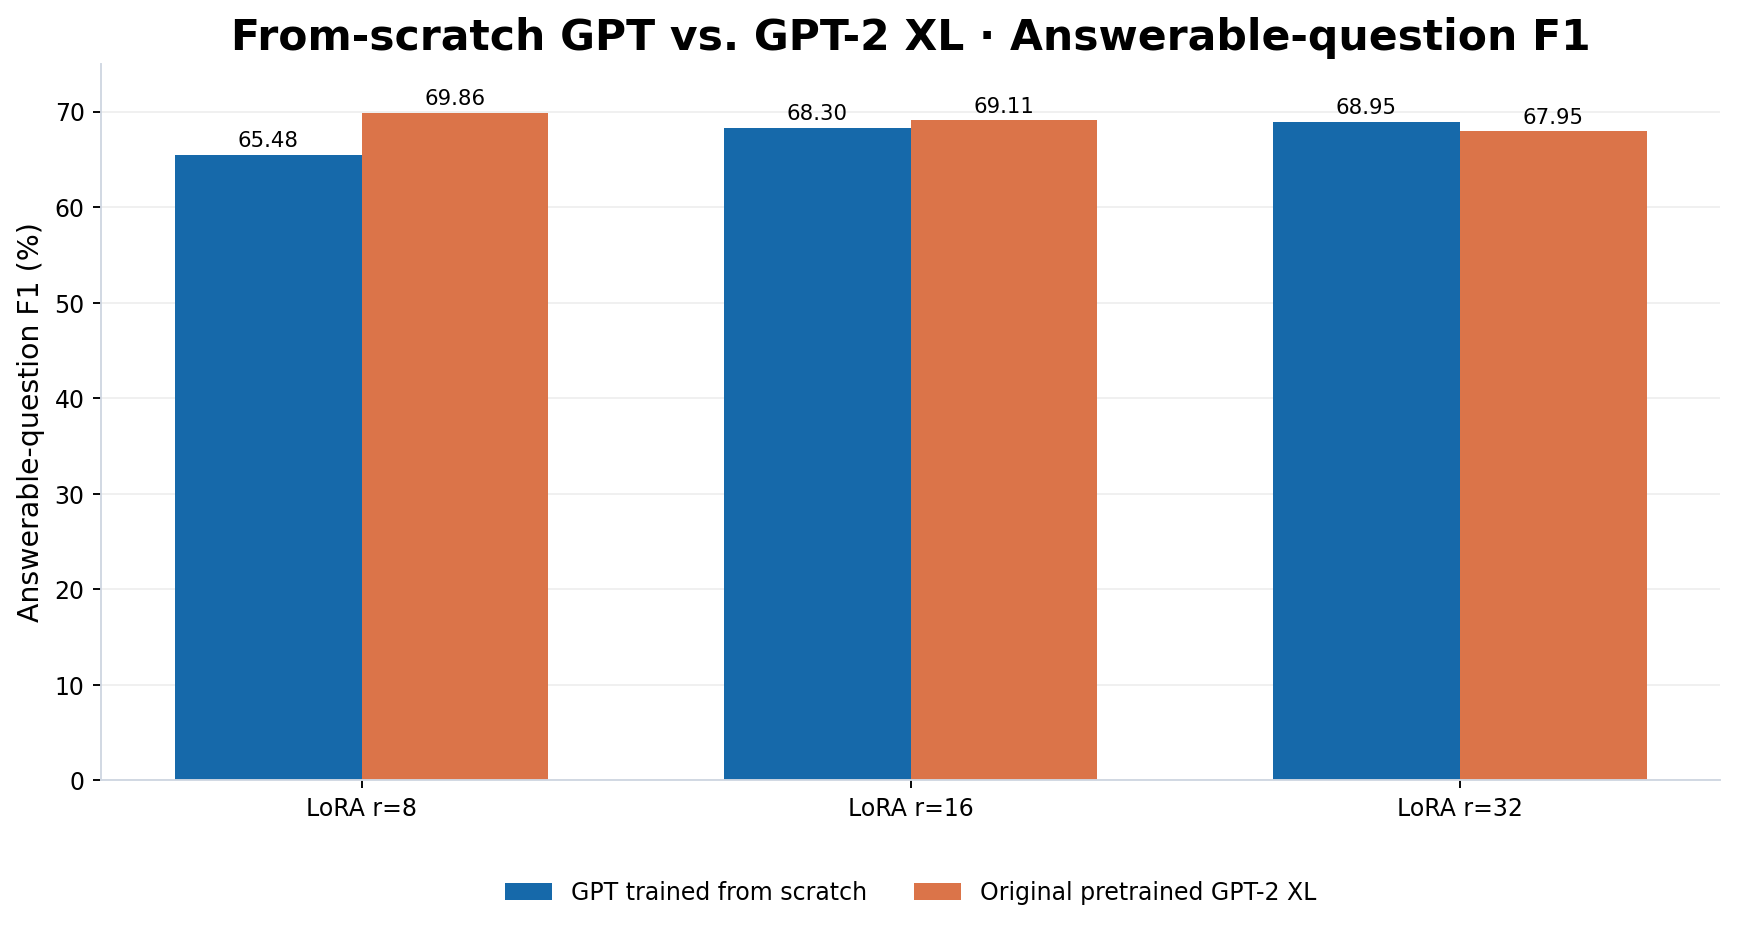 From-scratch GPT vs. GPT-2 XL · Answerable-question F1
Answerable-question F1 (%)
70
60
50
40
30
20
10
0
65.48
69.86
68.30
69.11
68.95
67.95
LoRA r=8
LoRA r=16
LoRA r=32
GPT trained from scratch
Original pretrained GPT-2 XL